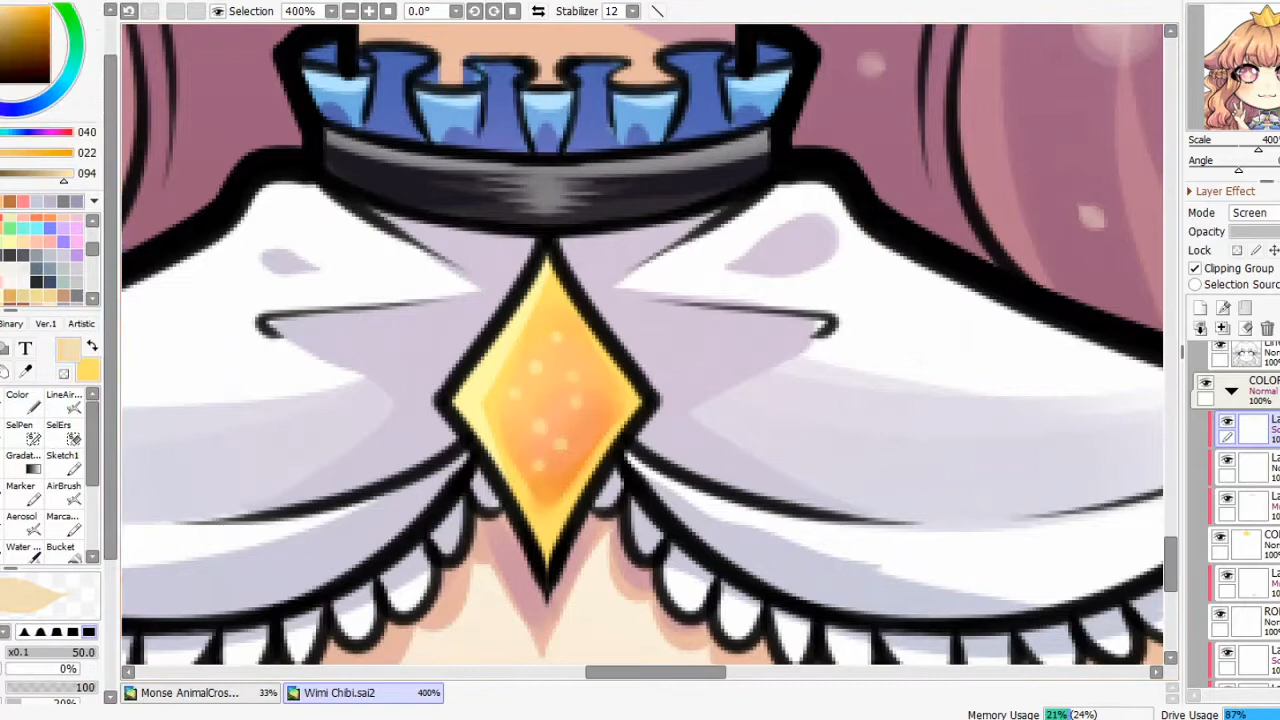 Selection 400% 0.0° Stabilizer 12
040
022
094
Binary Ver.1 Artistic
T
Color LineAir...
SelPen SelErs
Gradat... Sketch1
Marker AirBrush
Aerosol Marca...
Water ... Bucket
x0.1 50.0
0%
100
20%
Scale 400%
Angle
Layer Effect
Mode Screen
Opacity
Lock
Clipping Group
Selection Sourc
COLOR
Normal
100%
Monse AnimalCros... 33% Wimi Chibi.sai2 400%
Memory Usage 21% (24%) Drive Usage 87%